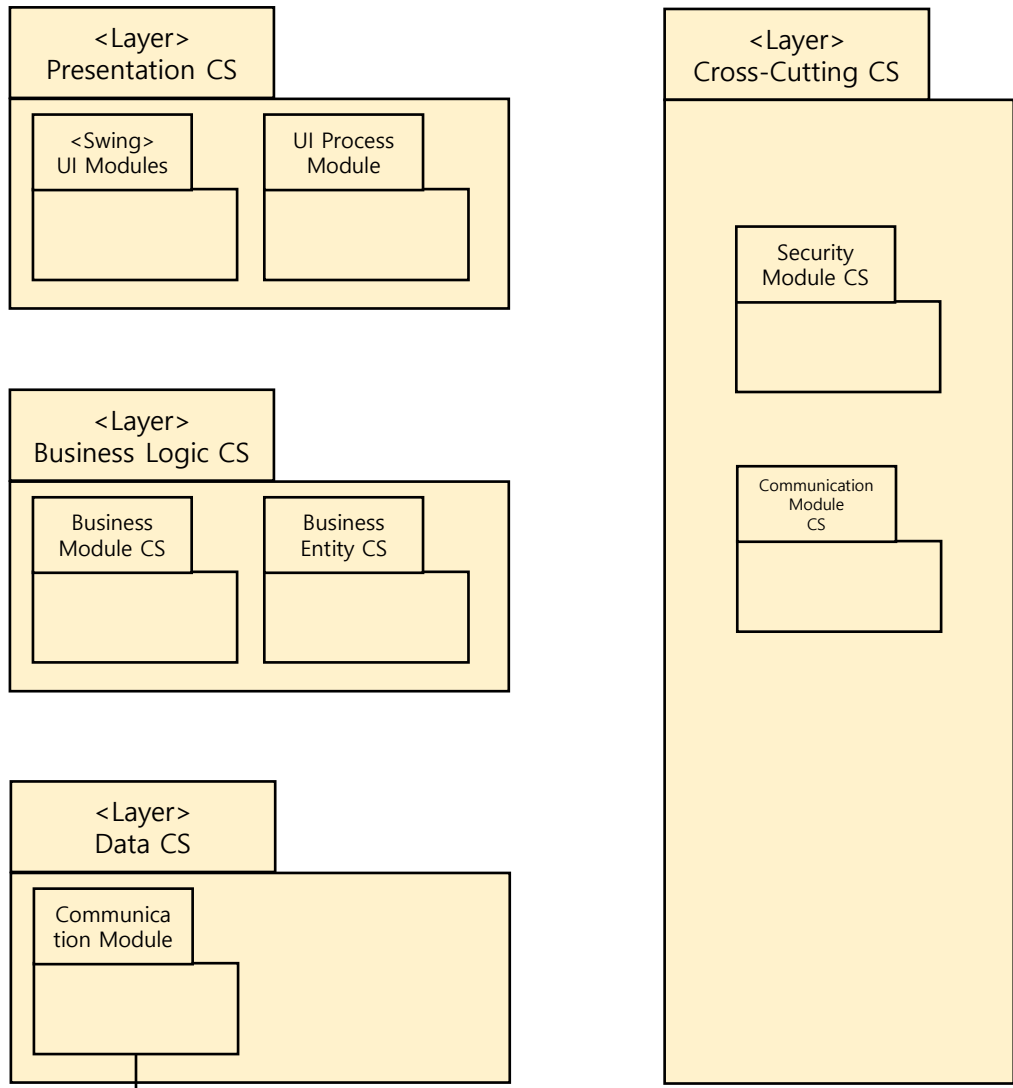 <Layer>
Presentation CS
<Swing>
UI Modules
UI Process
Module
<Layer>
Business Logic CS
Business
Module CS
Business
Entity CS
<Layer>
Data CS
Communica
tion Module
<Layer>
Cross-Cutting CS
Security
Module CS
Communication
Module
CS